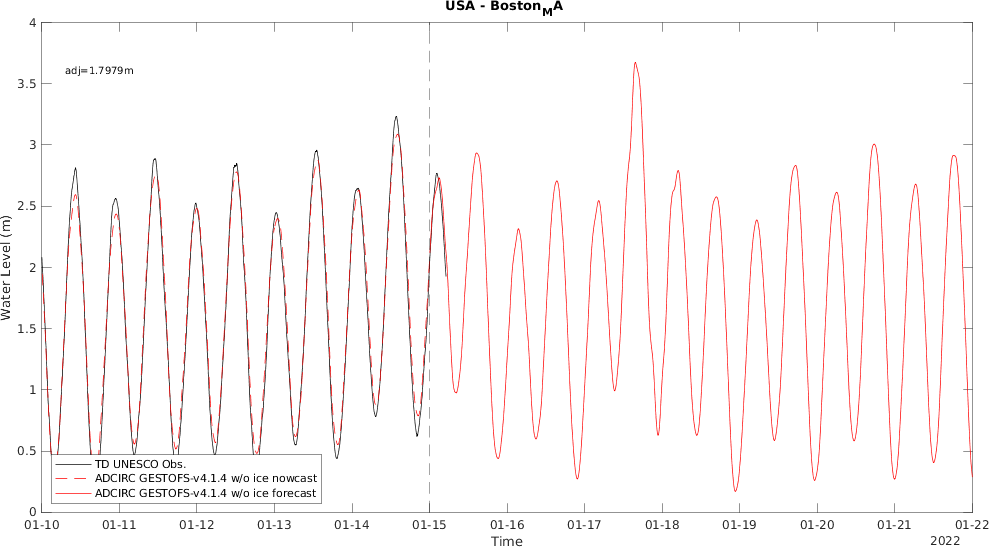 USA - Boston_MA
4
adj=1.7979m
3.5
3
2.5
2
1.5
1
0.5
0
Water Level (m)
TD UNESCO Obs.
ADCIRC GESTOFS-v4.1.4 w/o ice nowcast
ADCIRC GESTOFS-v4.1.4 w/o ice forecast
01-10 01-11 01-12 01-13 01-14 01-15 01-16 01-17 01-18 01-19 01-20 01-21 01-22
Time
2022